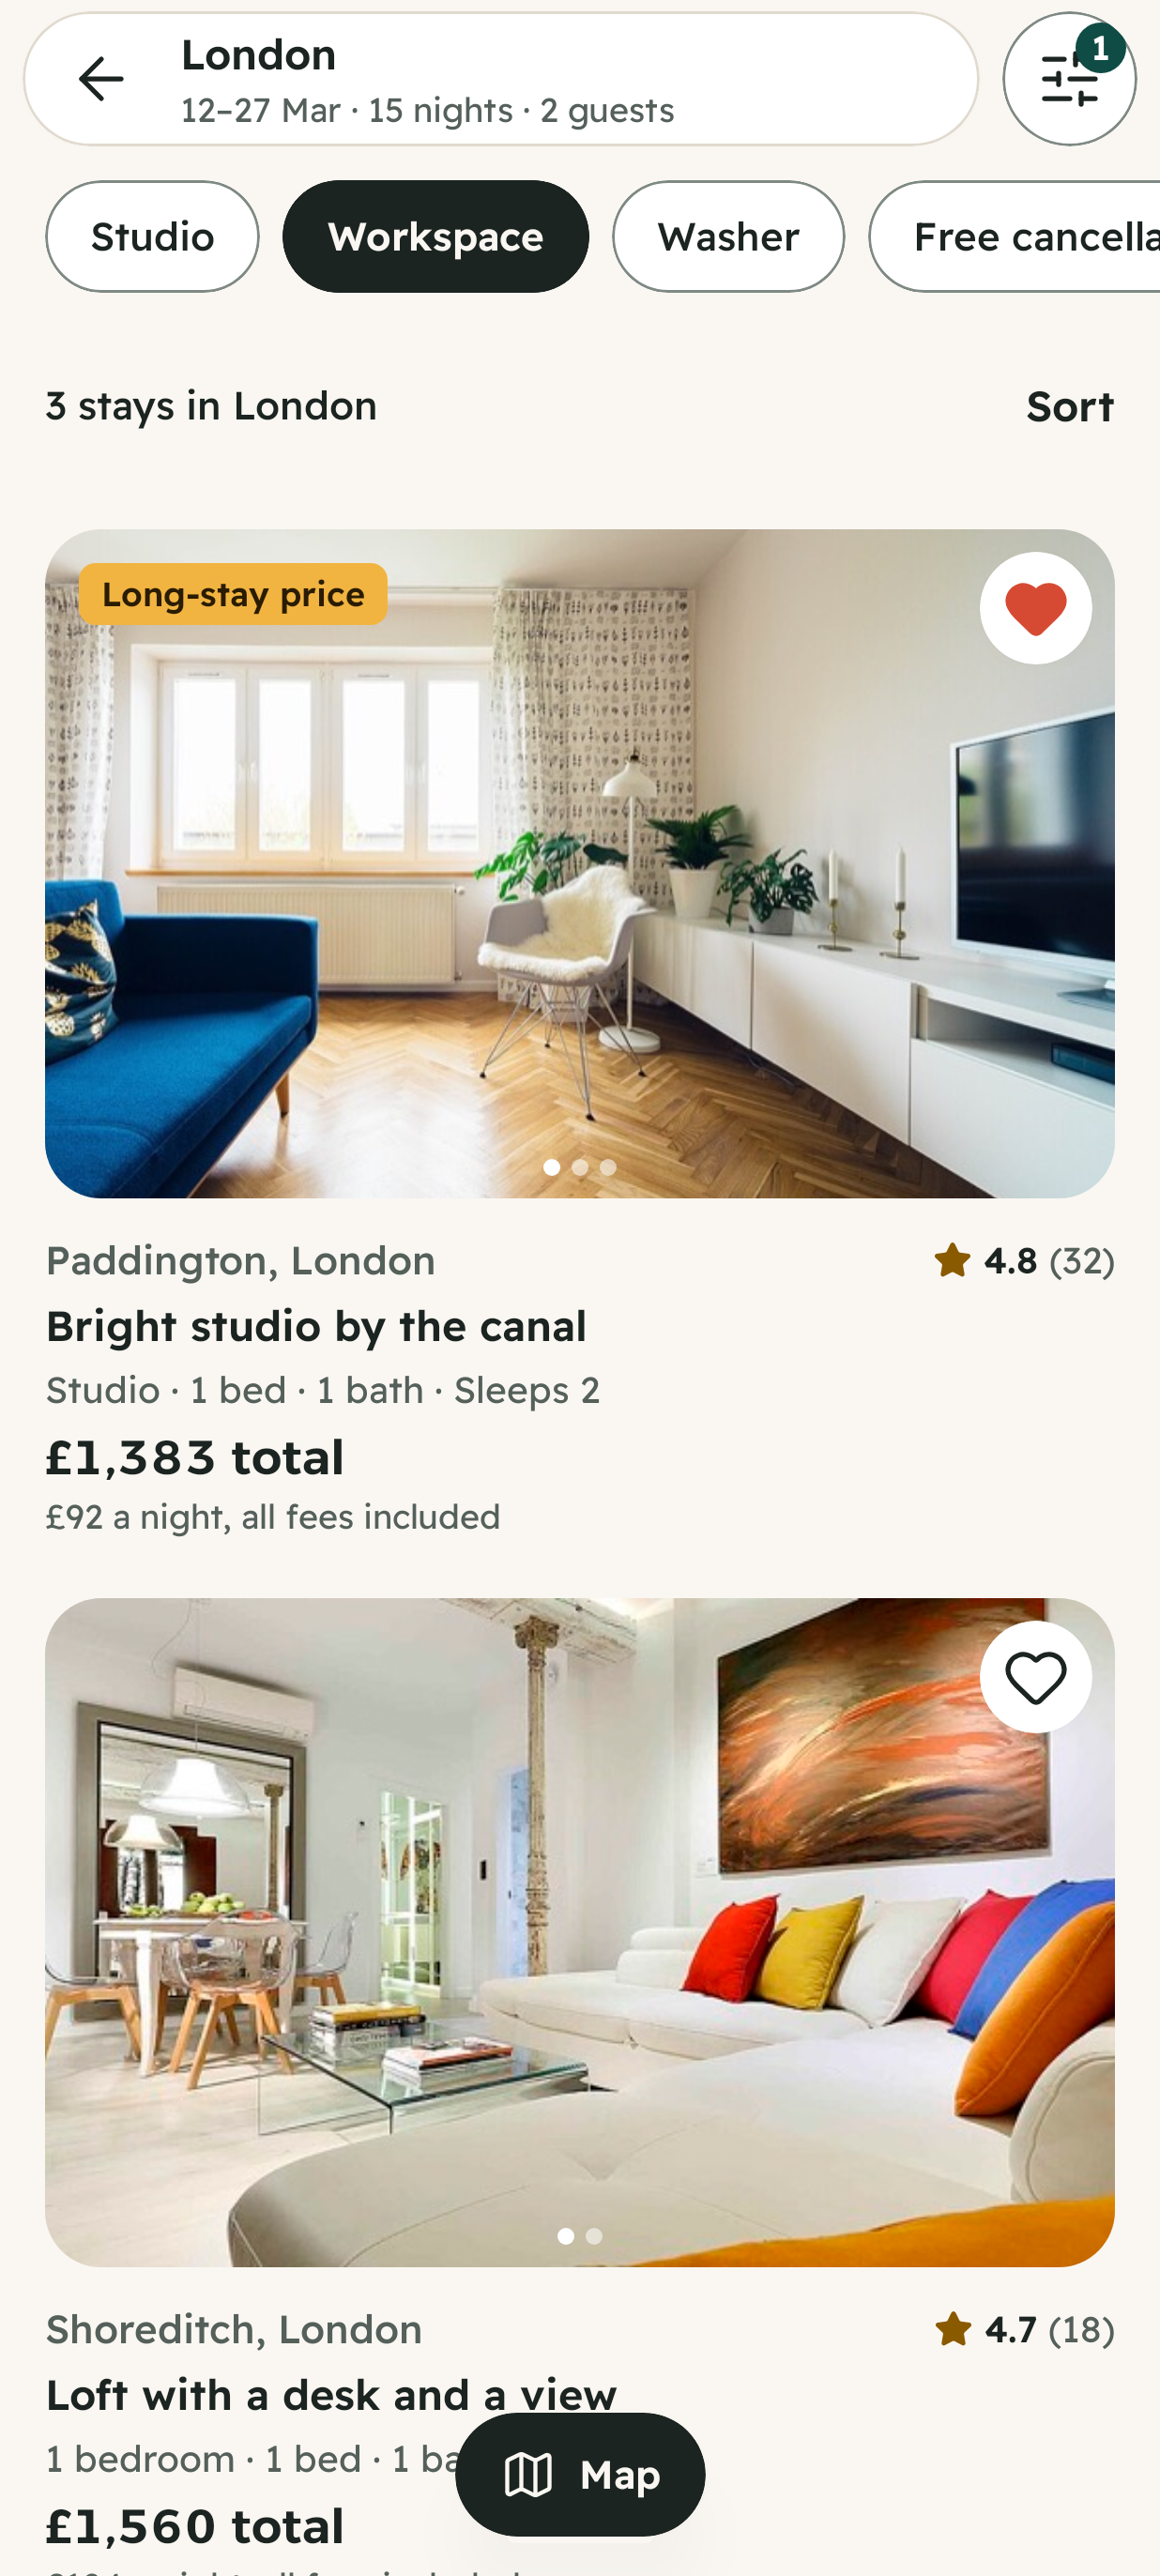 London
12–27 Mar · 15 nights · 2 guests
1
Studio
Workspace
Washer
Free cancella
3 stays in London
Sort
Long-stay price
Paddington, London
4.8 (32)
Bright studio by the canal
Studio · 1 bed · 1 bath · Sleeps 2
£1,383 total
£92 a night, all fees included
Shoreditch, London
4.7 (18)
Loft with a desk and a view
1 bedroom · 1 bed · 1 ba
Map
£1,560 total